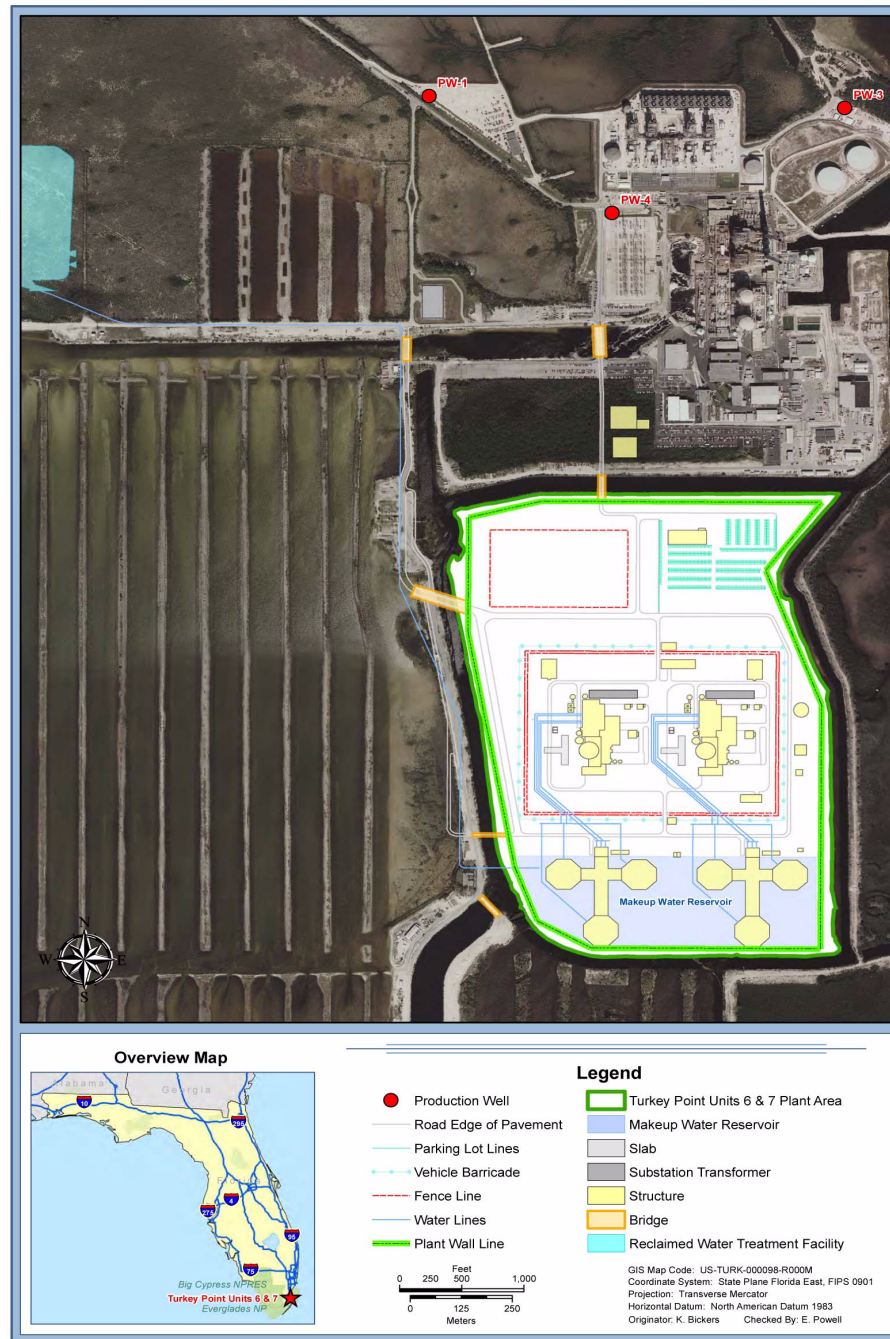 PW-1
PW-3
PW-4
Makeup Water Reservoir
N
W
E
S
Overview Map
Alabama
Georgia
10
295
Florida
4
275
95
75
Big Cypress NPRES
Turkey Point Units 6 & 7
Everglades NP
Legend
Production Well
Road Edge of Pavement
Parking Lot Lines
Vehicle Barricade
Fence Line
Water Lines
Plant Wall Line
Turkey Point Units 6 & 7 Plant Area
Makeup Water Reservoir
Slab
Substation Transformer
Structure
Bridge
Reclaimed Water Treatment Facility
Feet
0 250 500 1,000
0 125 250
Meters
GIS Map Code: US-TURK-000098-R000M
Coordinate System: State Plane Florida East, FIPS 0901
Projection: Transverse Mercator
Horizontal Datum: North American Datum 1983
Originator: K. Bickers Checked By: E. Powell